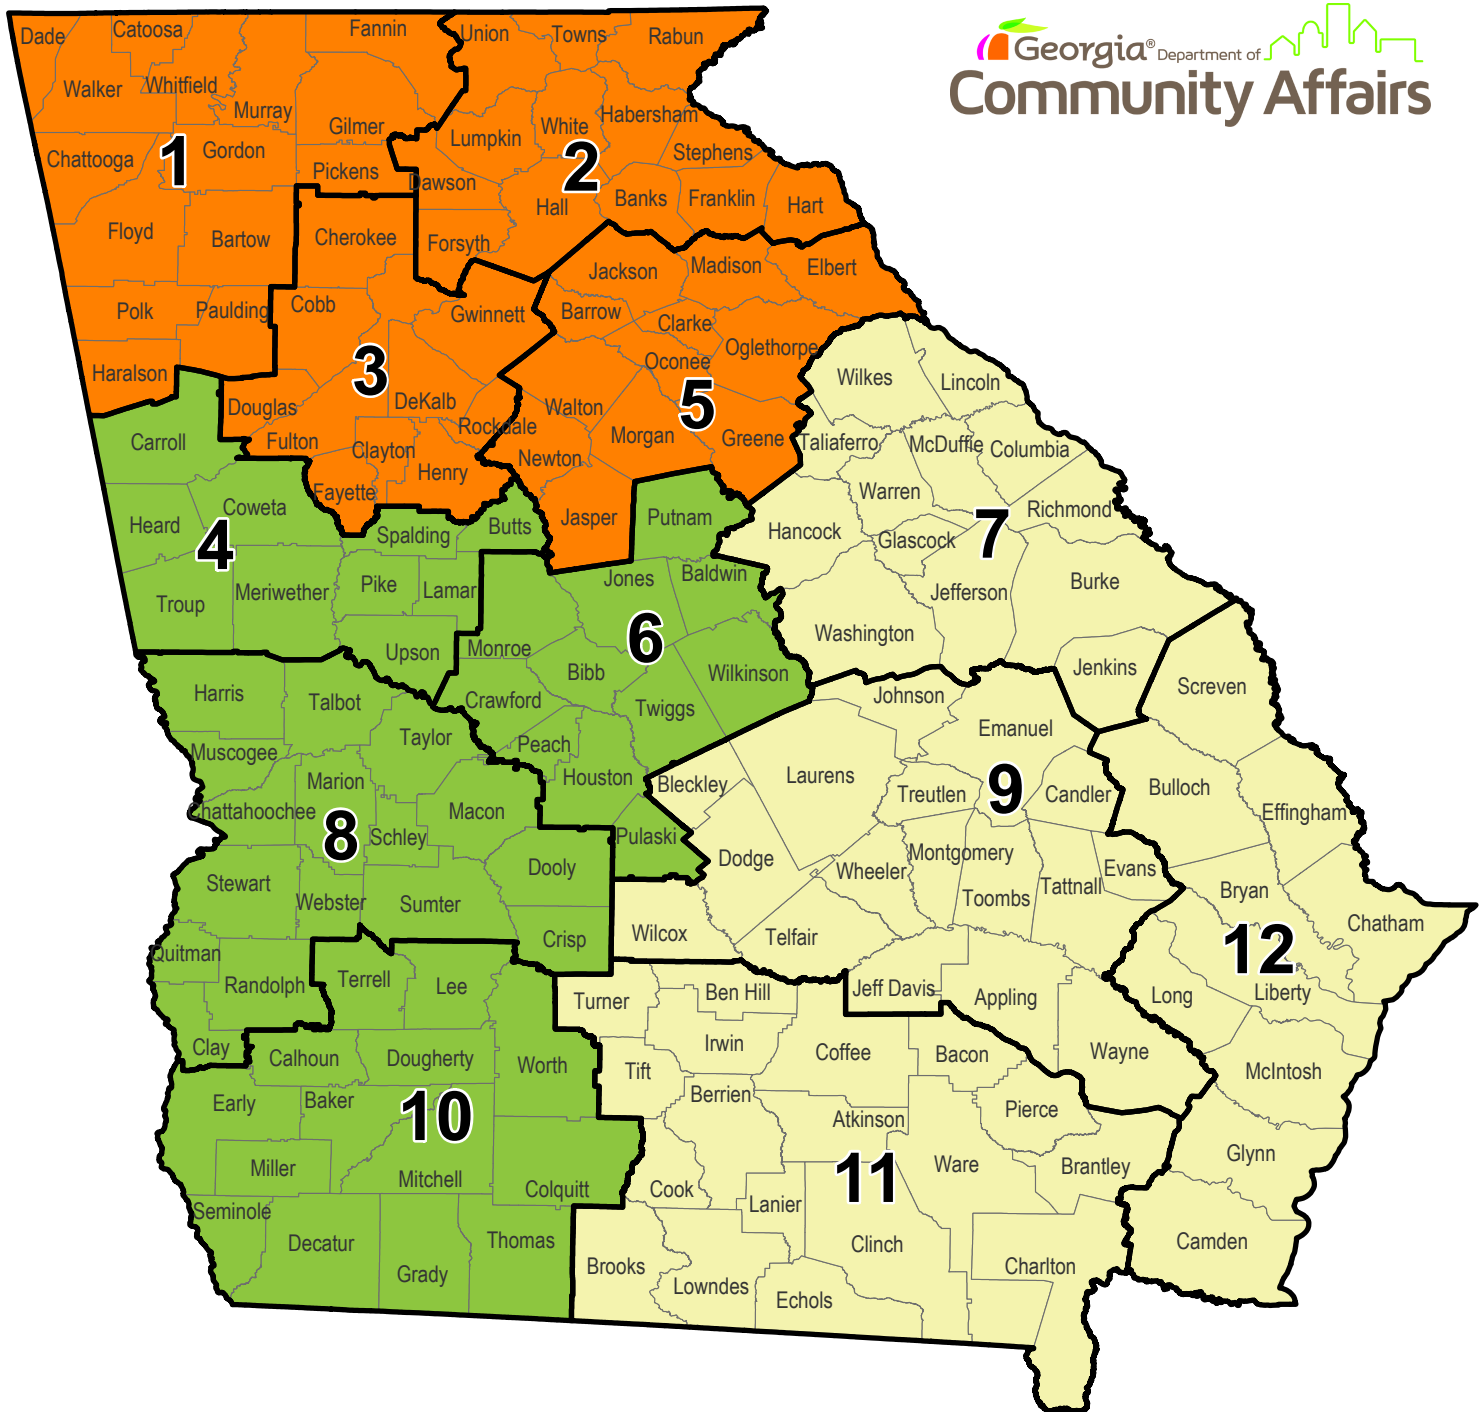 Georgia® Department of
Community Affairs
Dade
Catoosa
Fannin
Union
Towns
Rabun
Walker
Whitfield
Murray
Gilmer
Lumpkin
White
Habersham
Chattooga
1
Gordon
Pickens
Dawson
2
Stephens
Hall
Banks
Franklin
Hart
Floyd
Bartow
Cherokee
Forsyth
Polk
Paulding
Cobb
Gwinnett
Jackson
Madison
Elbert
Barrow
Clarke
Oconee
Oglethorpe
Haralson
3
Douglas
DeKalb
Rockdale
Walton
5
Morgan
Greene
Wilkes
Lincoln
Carroll
Fulton
Clayton
Henry
Newton
Taliaferro
McDuffie
Columbia
Fayette
Warren
Richmond
Heard
Coweta
4
Spalding
Butts
Jasper
Putnam
Hancock
Glascock
7
Troup
Meriwether
Pike
Lamar
Jones
Baldwin
Jefferson
Burke
Upson
Monroe
6
Washington
Bibb
Wilkinson
Jenkins
Screven
Harris
Talbot
Crawford
Twiggs
Johnson
Emanuel
Muscogee
Taylor
Peach
Houston
Bleckley
Laurens
Treutlen
9
Candler
Bulloch
Effingham
Chattahoochee
Marion
8
Schley
Macon
Pulaski
Dodge
Wheeler
Montgomery
Toombs
Tattnall
Evans
Stewart
Webster
Sumter
Dooly
Crisp
Wilcox
Telfair
Bryan
Chatham
12
Quitman
Randolph
Terrell
Lee
Turner
Ben Hill
Jeff Davis
Appling
Long
Liberty
Clay
Calhoun
Dougherty
Worth
Tift
Irwin
Coffee
Bacon
Wayne
McIntosh
Early
Baker
10
Berrien
Atkinson
Pierce
Miller
Mitchell
Colquitt
Cook
Lanier
11
Ware
Brantley
Glynn
Seminole
Decatur
Grady
Thomas
Brooks
Lowndes
Echols
Clinch
Charlton
Camden